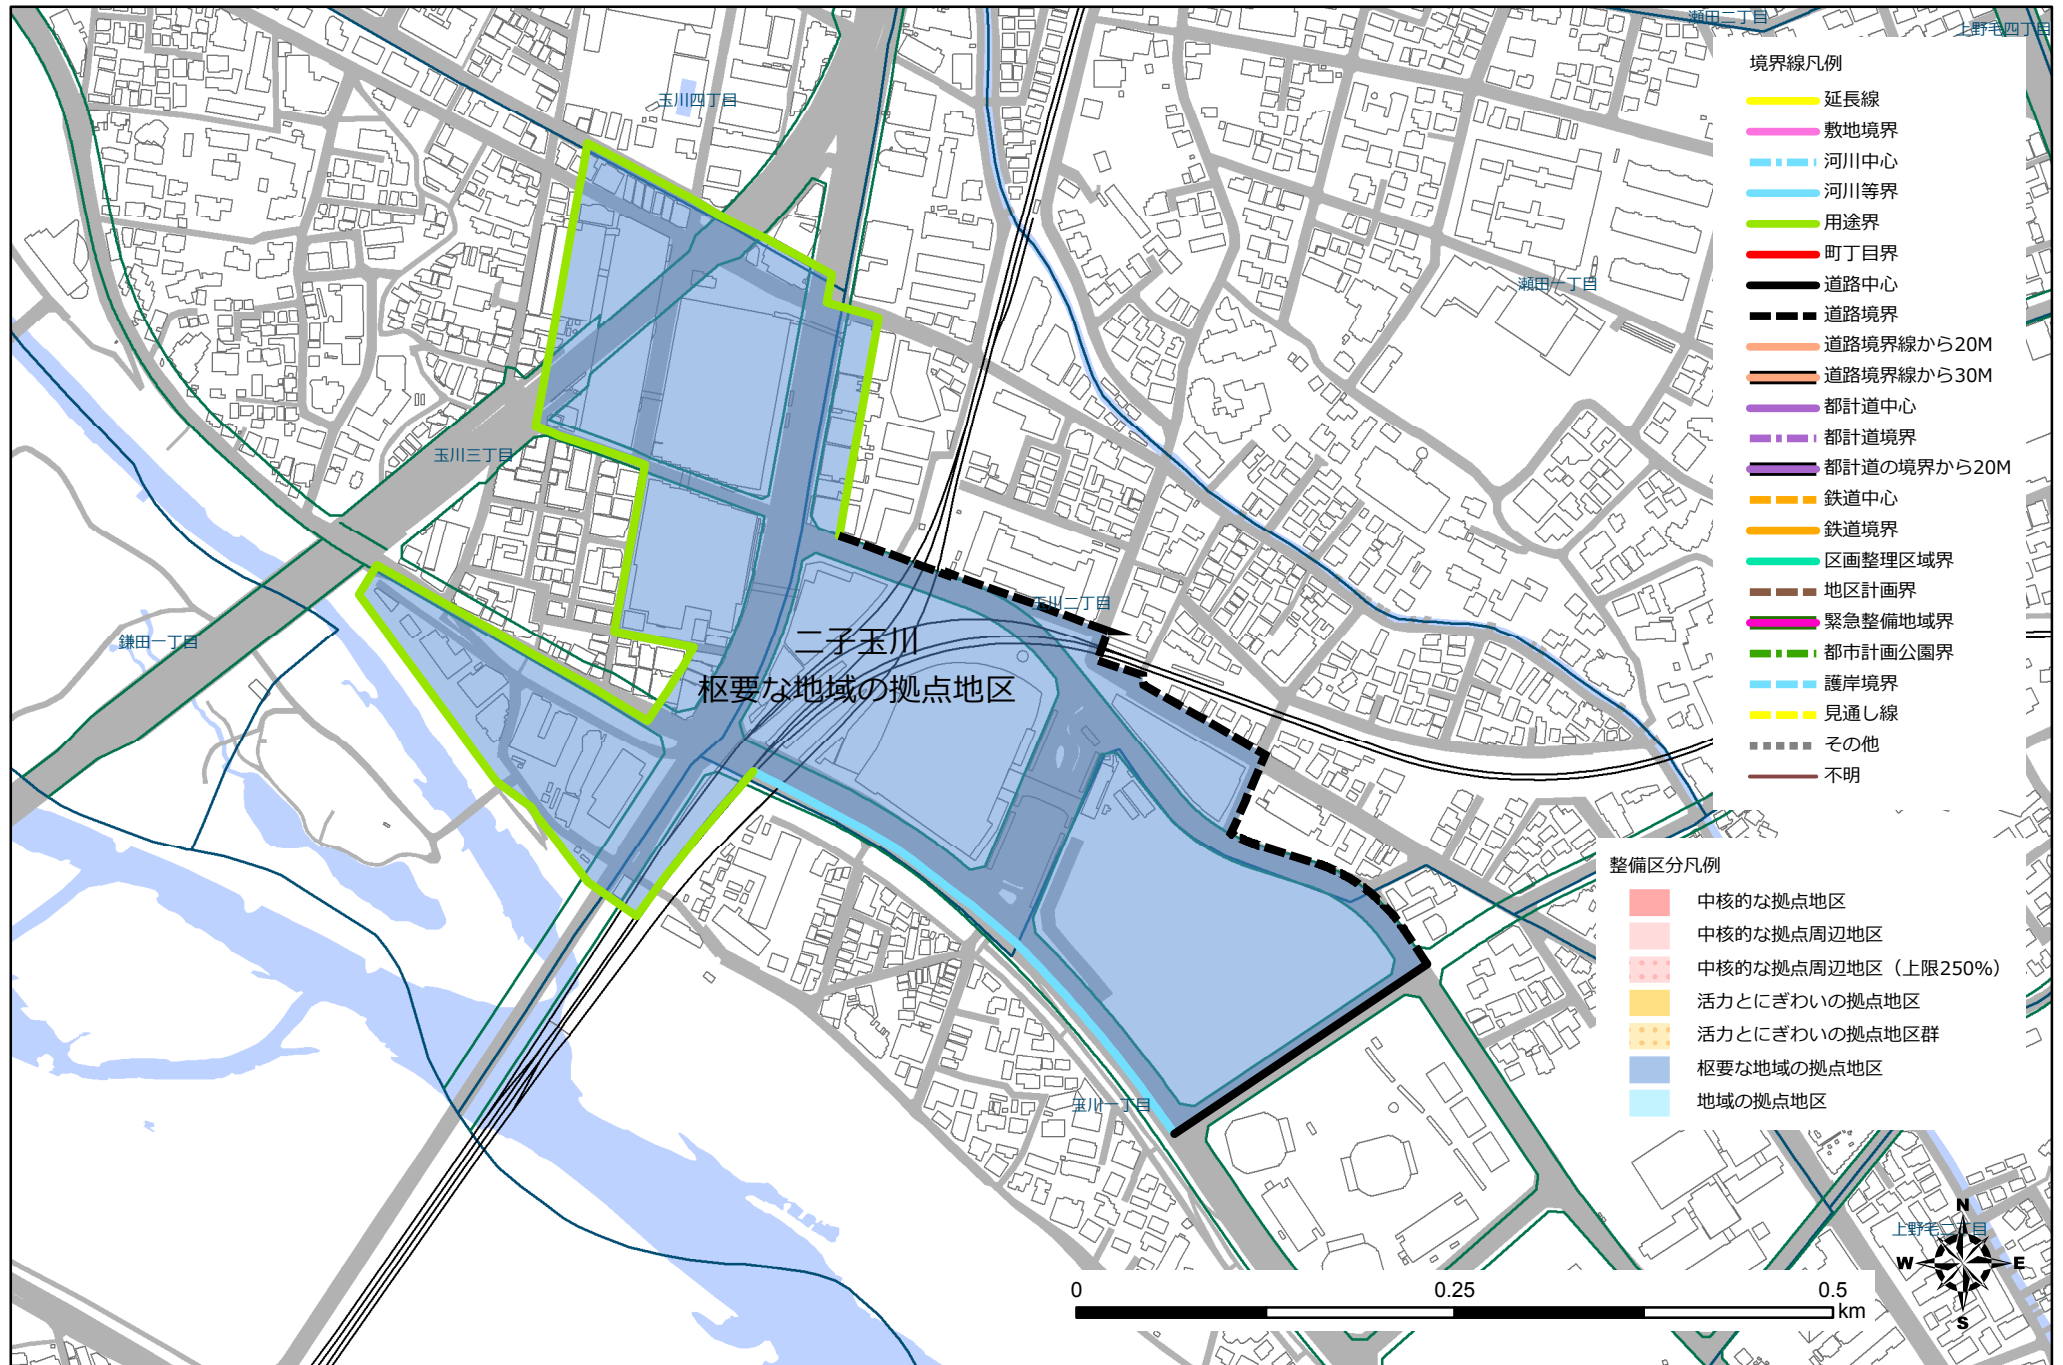 瀬田二丁目
上野毛四丁目
境界線凡例
延長線
敷地境界
河川中心
河川等界
用途界
町丁目界
道路中心
道路境界
道路境界線から20M
道路境界線から30M
都計道中心
都計道境界
都計道の境界から20M
鉄道中心
鉄道境界
区画整理区域界
地区計画界
緊急整備地域界
都市計画公園界
護岸境界
見通し線
その他
不明
玉川四丁目
瀬田一丁目
玉川三丁目
玉川二丁目
鎌田一丁目
二子玉川
枢要な地域の拠点地区
整備区分凡例
中核的な拠点地区
中核的な拠点周辺地区
中核的な拠点周辺地区（上限250%）
活力とにぎわいの拠点地区
活力とにぎわいの拠点地区群
枢要な地域の拠点地区
地域の拠点地区
玉川一丁目
上野毛二丁目
N
W E
S
0 0.25 0.5
km